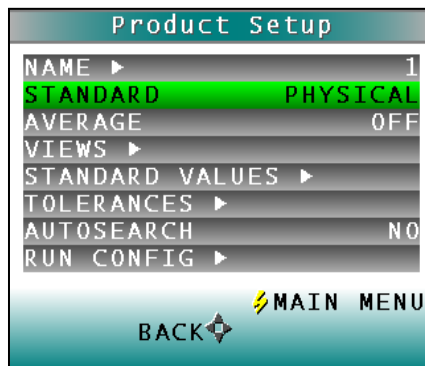 Product Setup
NAME ▶ 1
STANDARD PHYSICAL
AVERAGE OFF
VIEWS ▶
STANDARD VALUES ▶
TOLERANCES ▶
AUTOSEARCH NO
RUN CONFIG ▶
MAIN MENU
BACK